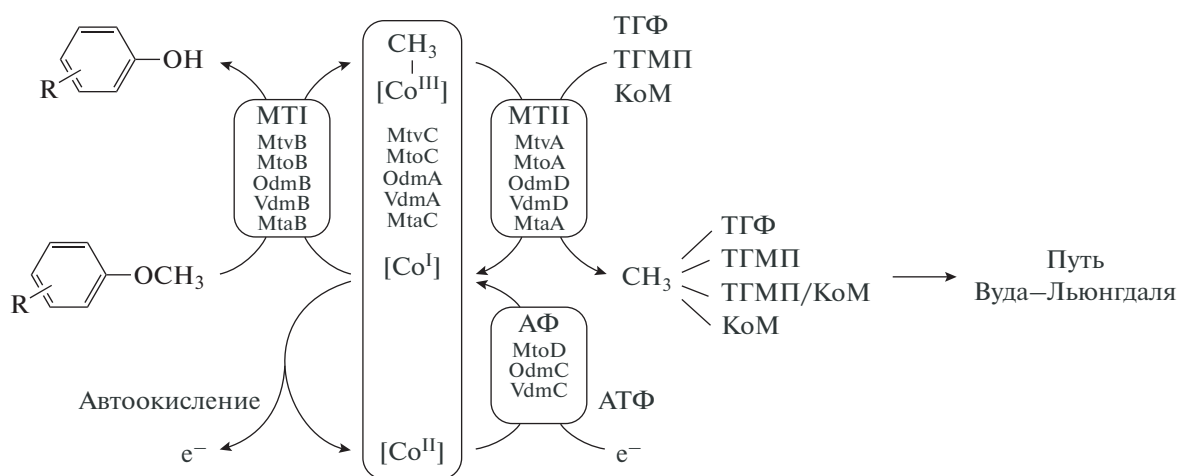 R
OH
R
OCH₃
Автоокисление
e⁻
MTI
MtvB
MtoB
OdmB
VdmB
MtaB
CH₃
[Coᴵᴵᴵ]
MtvC
MtoC
OdmA
VdmA
MtaC
[Coᴵ]
[Coᴵᴵ]
MTII
MtvA
MtoA
OdmD
VdmD
MtaA
ТГФ
ТГМП
КоМ
АФ
MtoD
OdmC
VdmC
АТФ
e⁻
CH₃
ТГФ
ТГМП
ТГМП/КоМ
КоМ
Путь
Вуда–Льюнгдаля